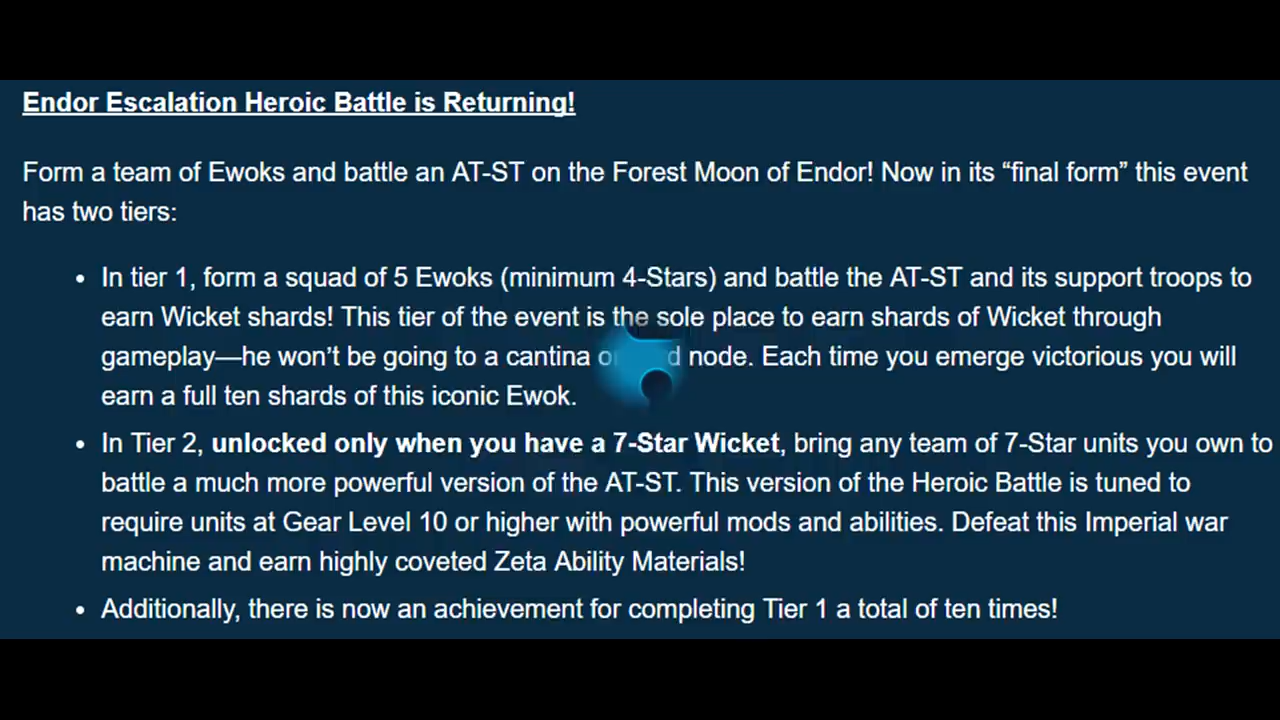 Endor Escalation Heroic Battle is Returning!
Form a team of Ewoks and battle an AT-ST on the Forest Moon of Endor! Now in its “final form” this event
has two tiers:
• In tier 1, form a squad of 5 Ewoks (minimum 4-Stars) and battle the AT-ST and its support troops to
earn Wicket shards! This tier of the event is the sole place to earn shards of Wicket through
gameplay—he won’t be going to a cantina node. Each time you emerge victorious you will
earn a full ten shards of this iconic Ewok.
• In Tier 2, unlocked only when you have a 7-Star Wicket, bring any team of 7-Star units you own to
battle a much more powerful version of the AT-ST. This version of the Heroic Battle is tuned to
require units at Gear Level 10 or higher with powerful mods and abilities. Defeat this Imperial war
machine and earn highly coveted Zeta Ability Materials!
• Additionally, there is now an achievement for completing Tier 1 a total of ten times!